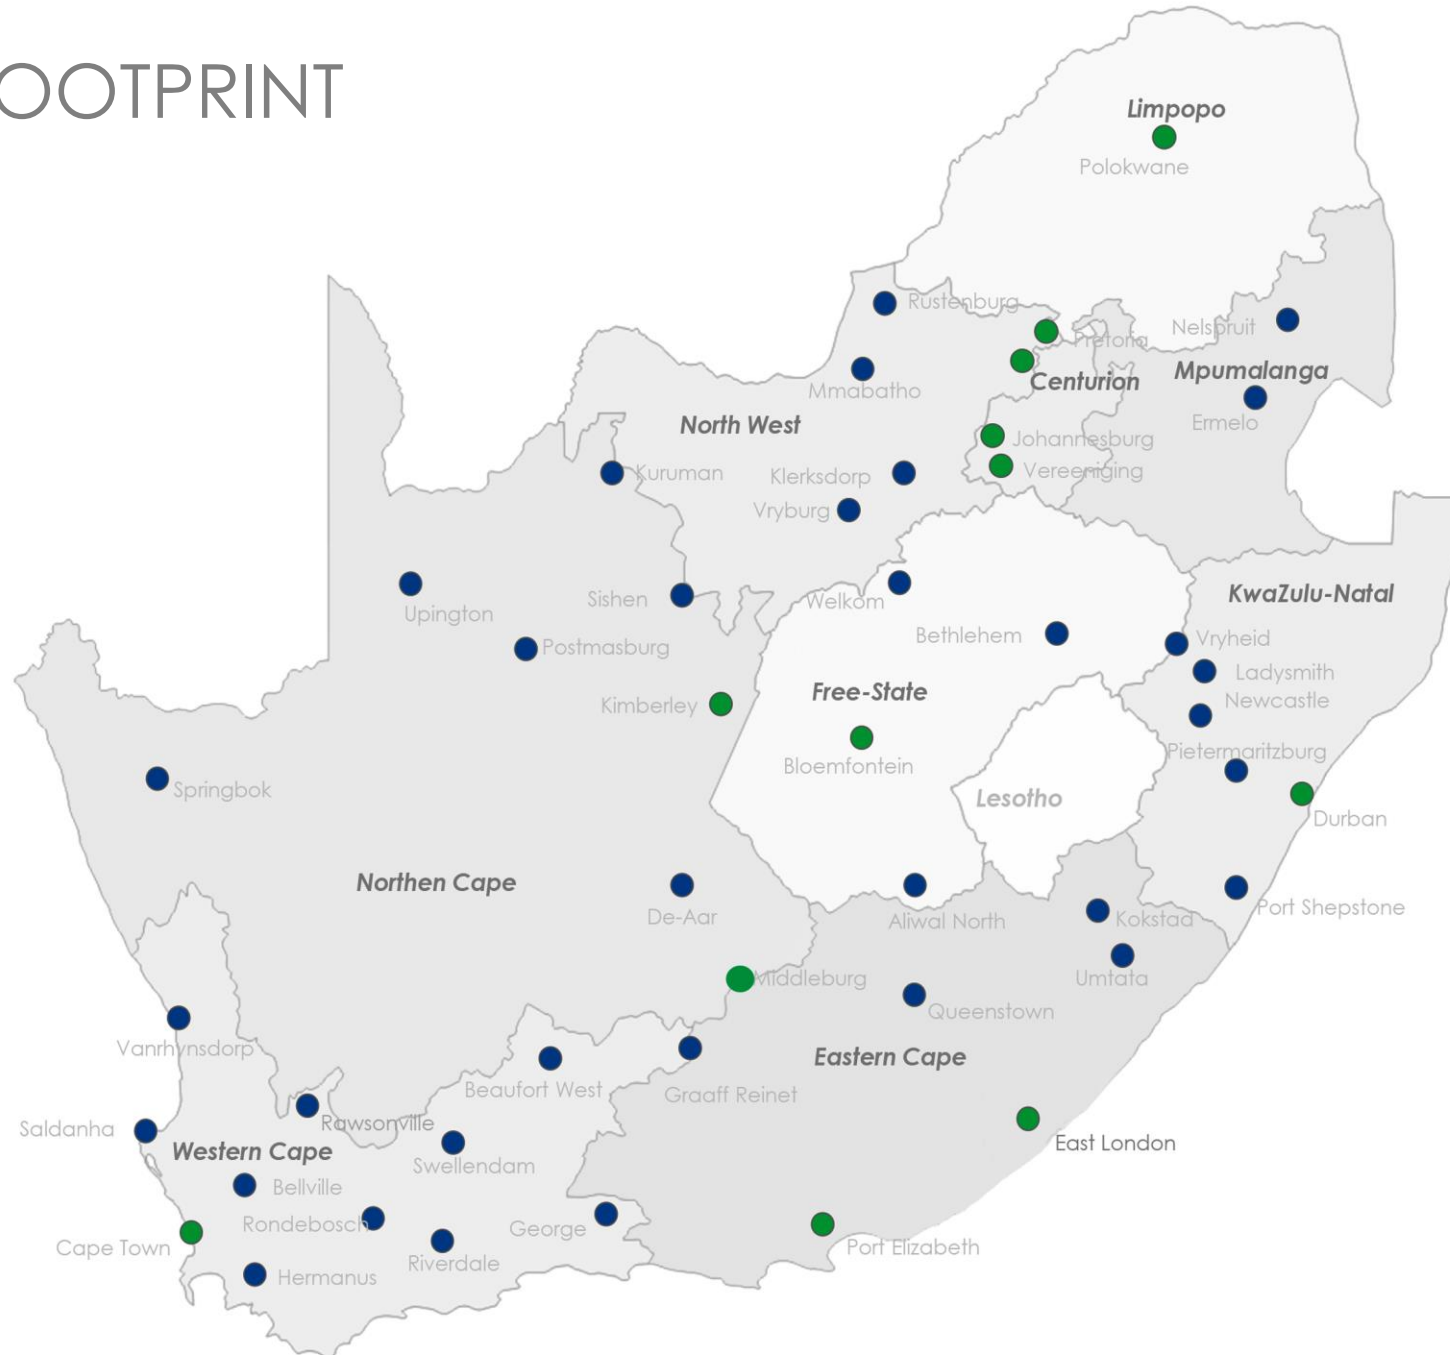 OOTPRINT
Limpopo
Polokwane
Rustenburg
Pretoria
Nelspruit
Mmabatho
Centurion
Mpumalanga
Ermelo
North West
Johannesburg
Kuruman
Klerksdorp
Vereeniging
Vryburg
Upington
Sishen
Welkom
KwaZulu-Natal
Postmasburg
Bethlehem
Vryheid
Ladysmith
Kimberley
Free-State
Newcastle
Bloemfontein
Pietermaritzburg
Springbok
Lesotho
Durban
Northen Cape
De-Aar
Aliwal North
Kokstad
Port Shepstone
Middleburg
Umtata
Queenstown
Vanrhynsdorp
Eastern Cape
Beaufort West
Graaff Reinet
Saldanha
Rawsonville
Western Cape
Swellendam
East London
Bellville
Rondebosch
George
Cape Town
Riverdale
Port Elizabeth
Hermanus